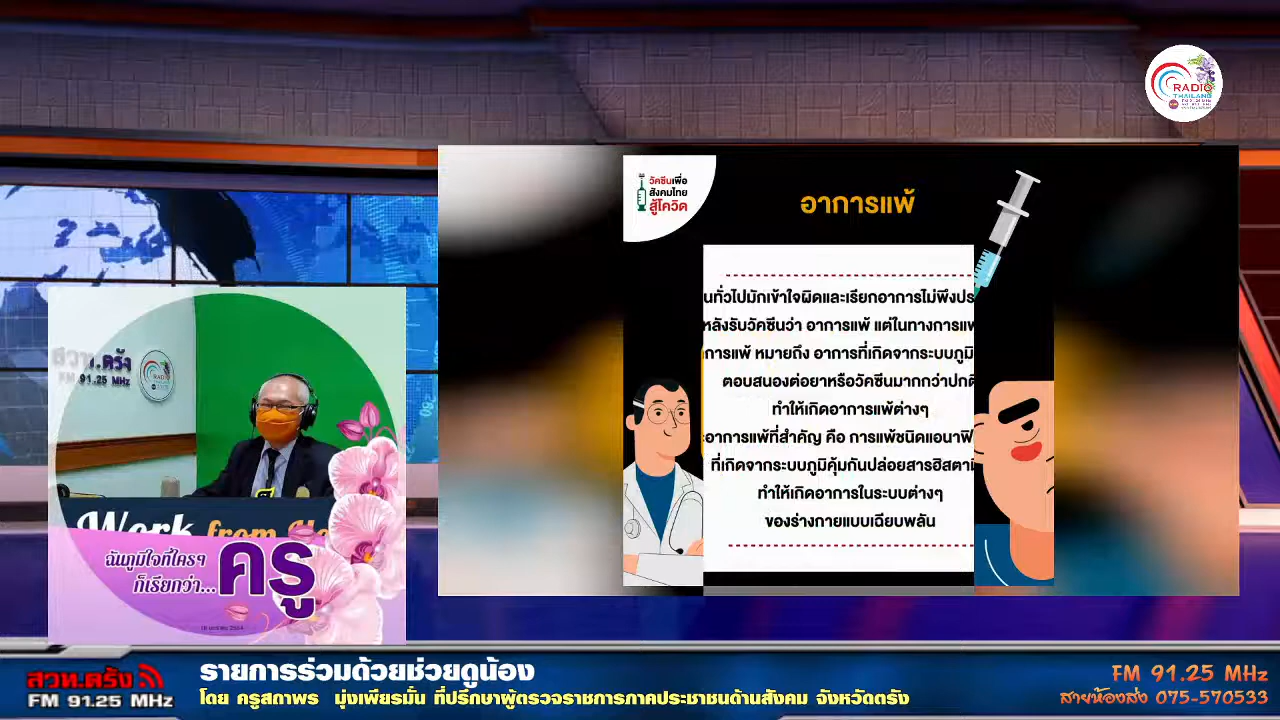 RADIO
THAILAND
วัคซีนเพื่อ
สังคมไทย
สู้โควิด
อาการแพ้
นทั่วไปมักเข้าใจผิดและเรียกอาการไม่พึงประ
หลังรับวัคซีนว่า อาการแพ้ แต่ในทางการแพ
การแพ้ หมายถึง อาการที่เกิดจากระบบภูมิ
ตอบสนองต่อยาหรือวัคซีนมากกว่าปกติ
ทำให้เกิดอาการแพ้ต่างๆ
อาการแพ้ที่สำคัญ คือ การแพ้ชนิดแอนาฟิ
ที่เกิดจากระบบภูมิคุ้มกันปล่อยสารฮิสตามี
ทำให้เกิดอาการในระบบต่างๆ
ของร่างกายแบบเฉียบพลัน
สวท.ตรัง
FM 91.25 MHz
RADIO
Work from
ฉันภูมิใจที่ใครๆ
ก็เรียกว่า...ครู
สวท.ตรัง
FM 91.25 MHz
รายการร่วมด้วยช่วยดูน้อง
โดย ครูสถาพร มุ่งเพียรมั่น ที่ปรึกษาผู้ตรวจราชการภาคประชาชนด้านสังคม จังหวัดตรัง
FM 91.25 MHz
สายห้องส่ง 075-570533